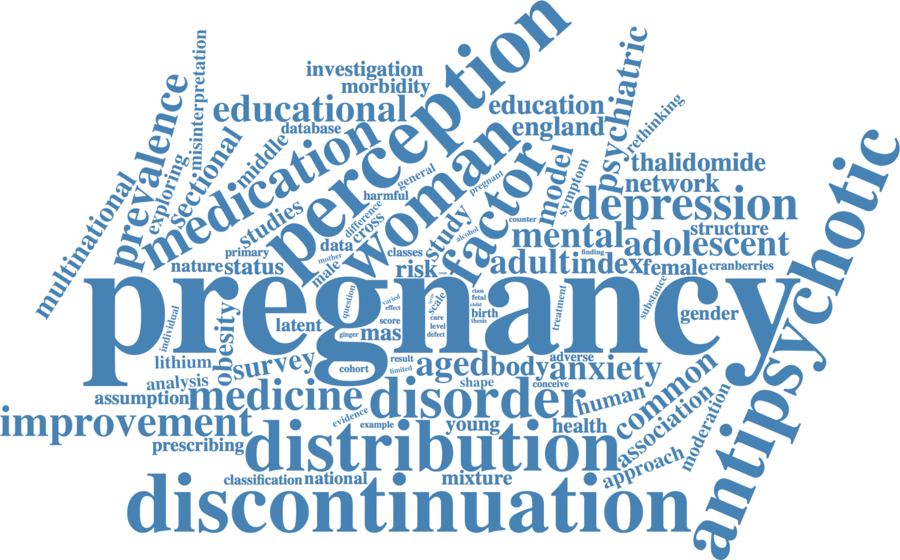 perception
misinterpretation
psychiatric
investigation
morbidity
prevalence
educational
education
rethinking
database
england
medication
middle
sectional
exploring
woman
factor
model
thalidomide
symptom
network
general
pregnant
harmful
multinational
depression
difference
cross
studies
counter
structure
study
alcohol
mental
adolescent
data
primary
mother
classes
finding
nature
status
male
risk
adult
index
female
cranberries
pregnancy
antipsychotic
question
varied
effect
scale
class
fetal
child
substance
individual
latent
score
care
birth
treatment
gender
level
thesis
ginger
mas
defect
obesity
lithium
survey
result
adverse
cohort
limited
aged
body
anxiety
analysis
shape
conceive
assumption
medicine
disorder
human
common
improvement
evidence
example
young
health
association
moderation
prescribing
distribution
approach
classification
national
mixture
discontinuation